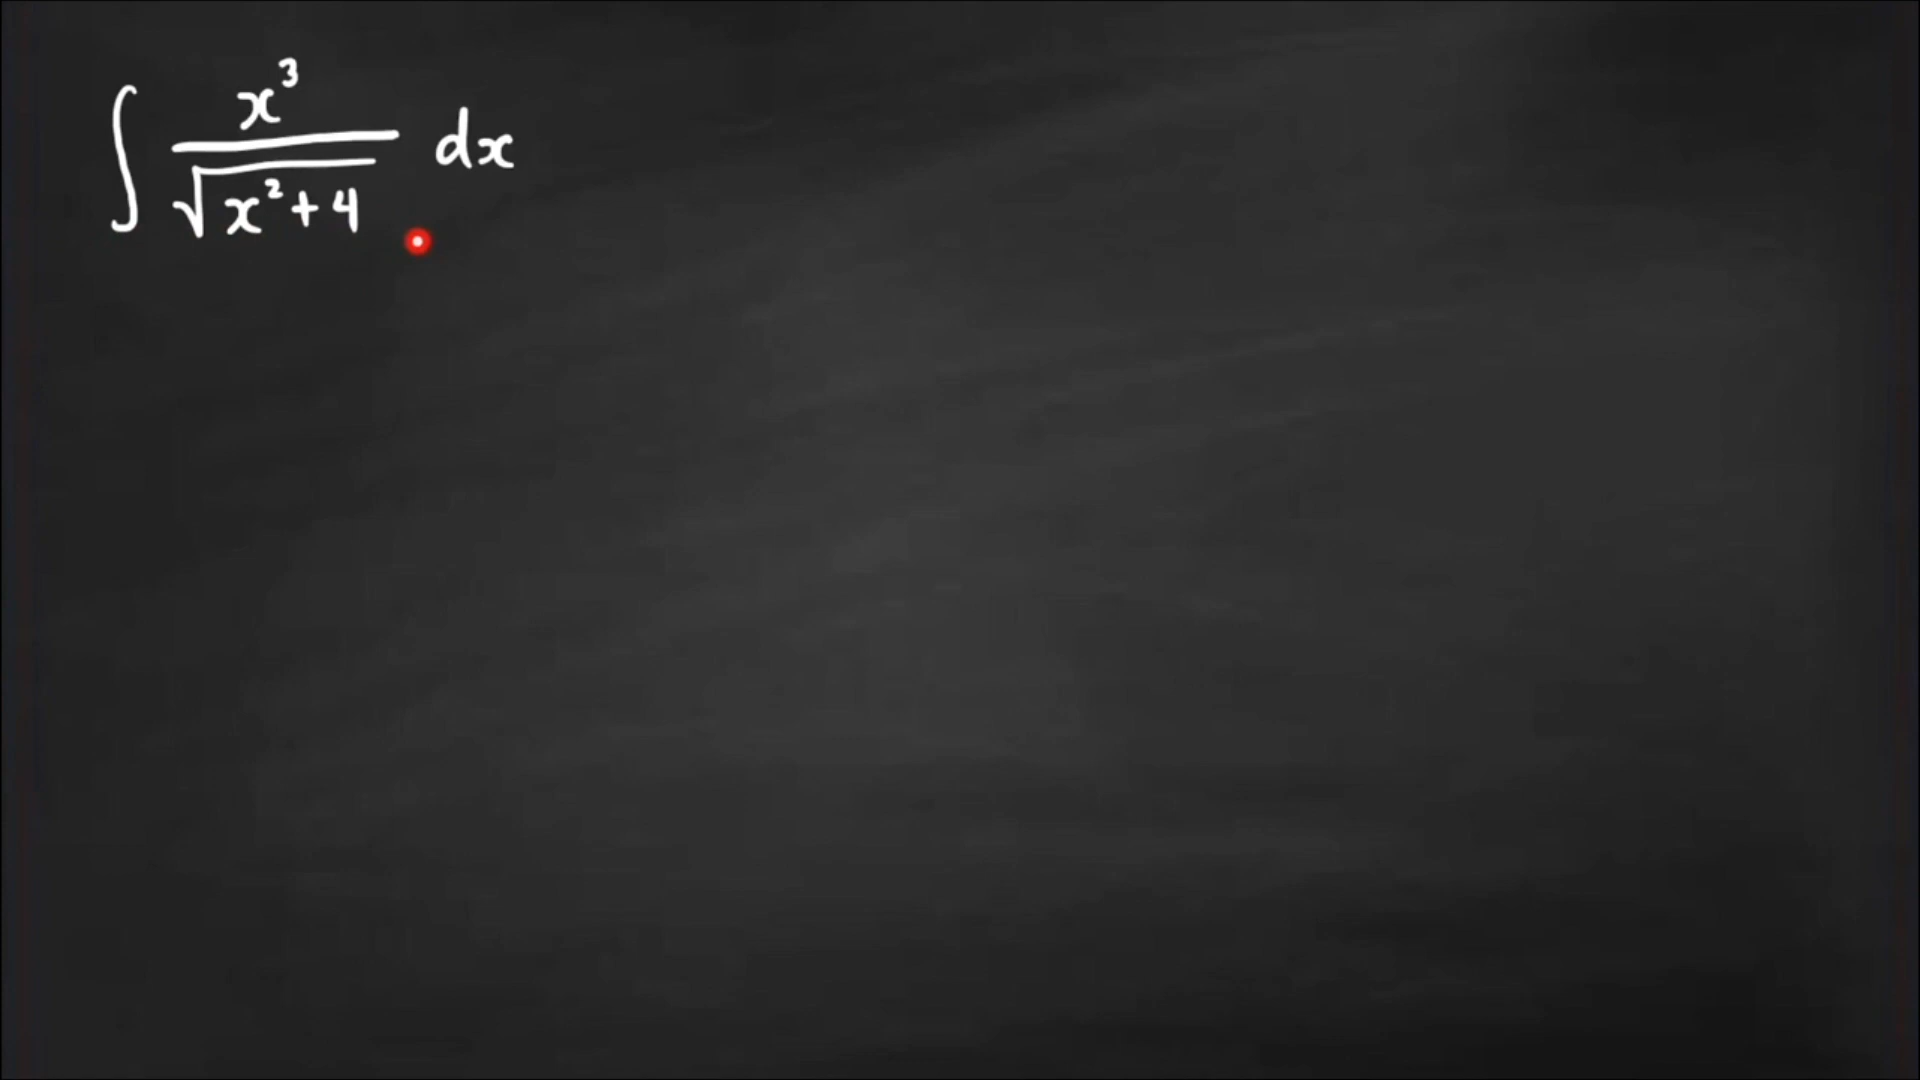 ∫ x³/√(x²+4) dx